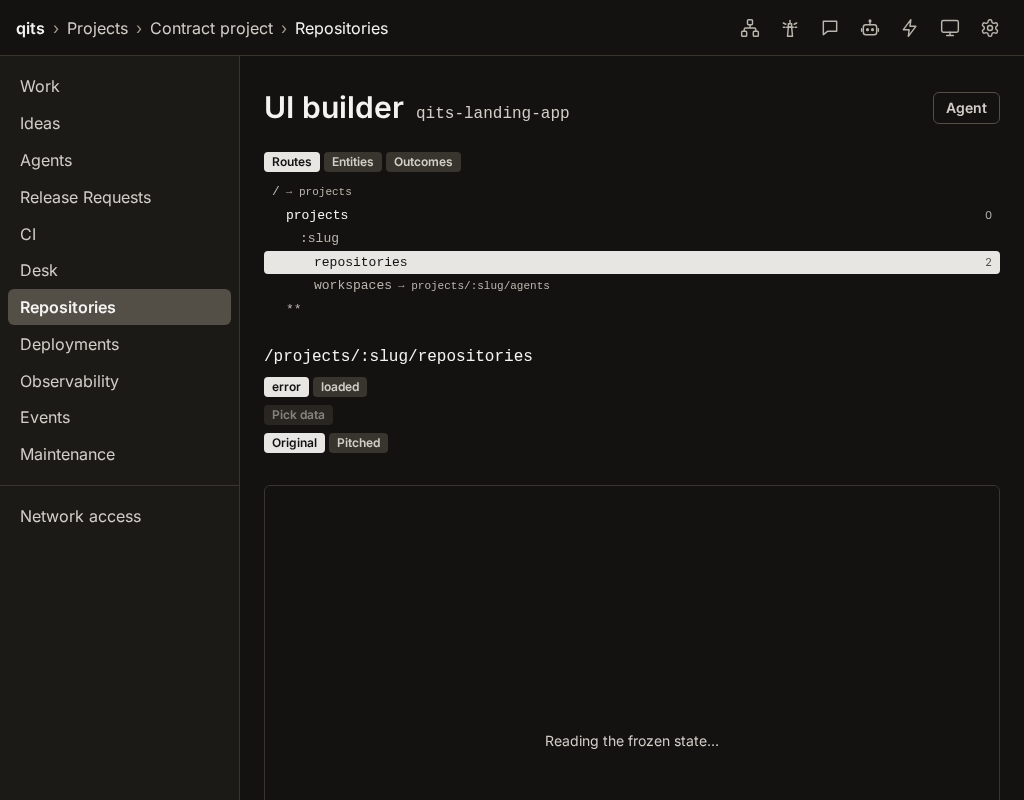 qits › Projects › Contract project › Repositories
Work
Ideas
Agents
Release Requests
CI
Desk
Repositories
Deployments
Observability
Events
Maintenance
Network access
UI builder qits-landing-app
Agent
Routes Entities Outcomes
/ → projects
projects 0
:slug
repositories 2
workspaces → projects/:slug/agents
**
/projects/:slug/repositories
error loaded
Pick data
Original Pitched
Reading the frozen state...